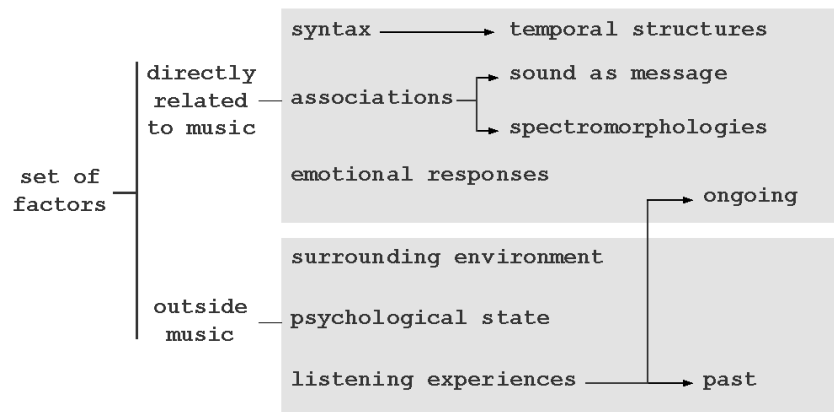 syntax
temporal structures
directly
related
to music
associations
sound as message
spectromorphologies
emotional responses
set of
factors
ongoing
surrounding environment
outside
music
psychological state
listening experiences
past